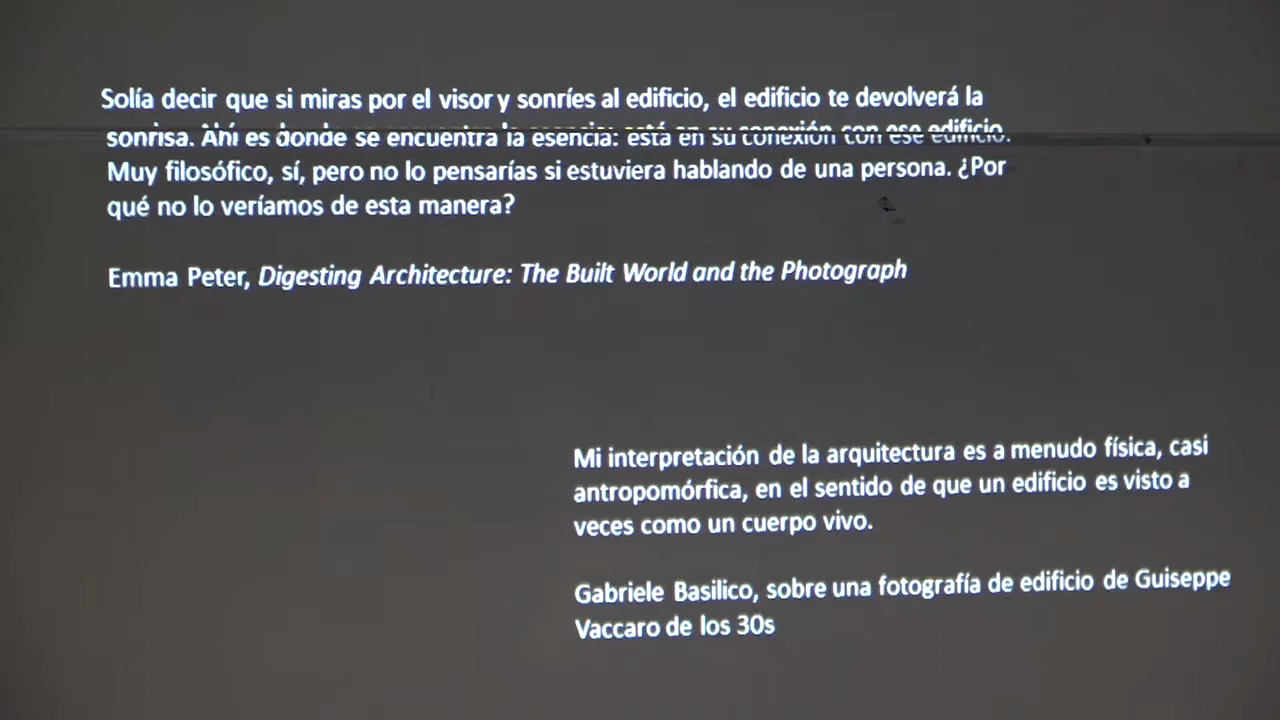 Solía decir que si miras por el visor y sonríes al edificio, el edificio te devolverá la
sonrisa. Ahí es donde se encuentra la esencia: está en su conexión con ese edificio.
Muy filosófico, sí, pero no lo pensarías si estuviera hablando de una persona. ¿Por
qué no lo veríamos de esta manera?
Emma Peter, Digesting Architecture: The Built World and the Photograph
Mi interpretación de la arquitectura es a menudo física, casi
antropomórfica, en el sentido de que un edificio es visto a
veces como un cuerpo vivo.
Gabriele Basilico, sobre una fotografía de edificio de Guiseppe
Vaccaro de los 30s